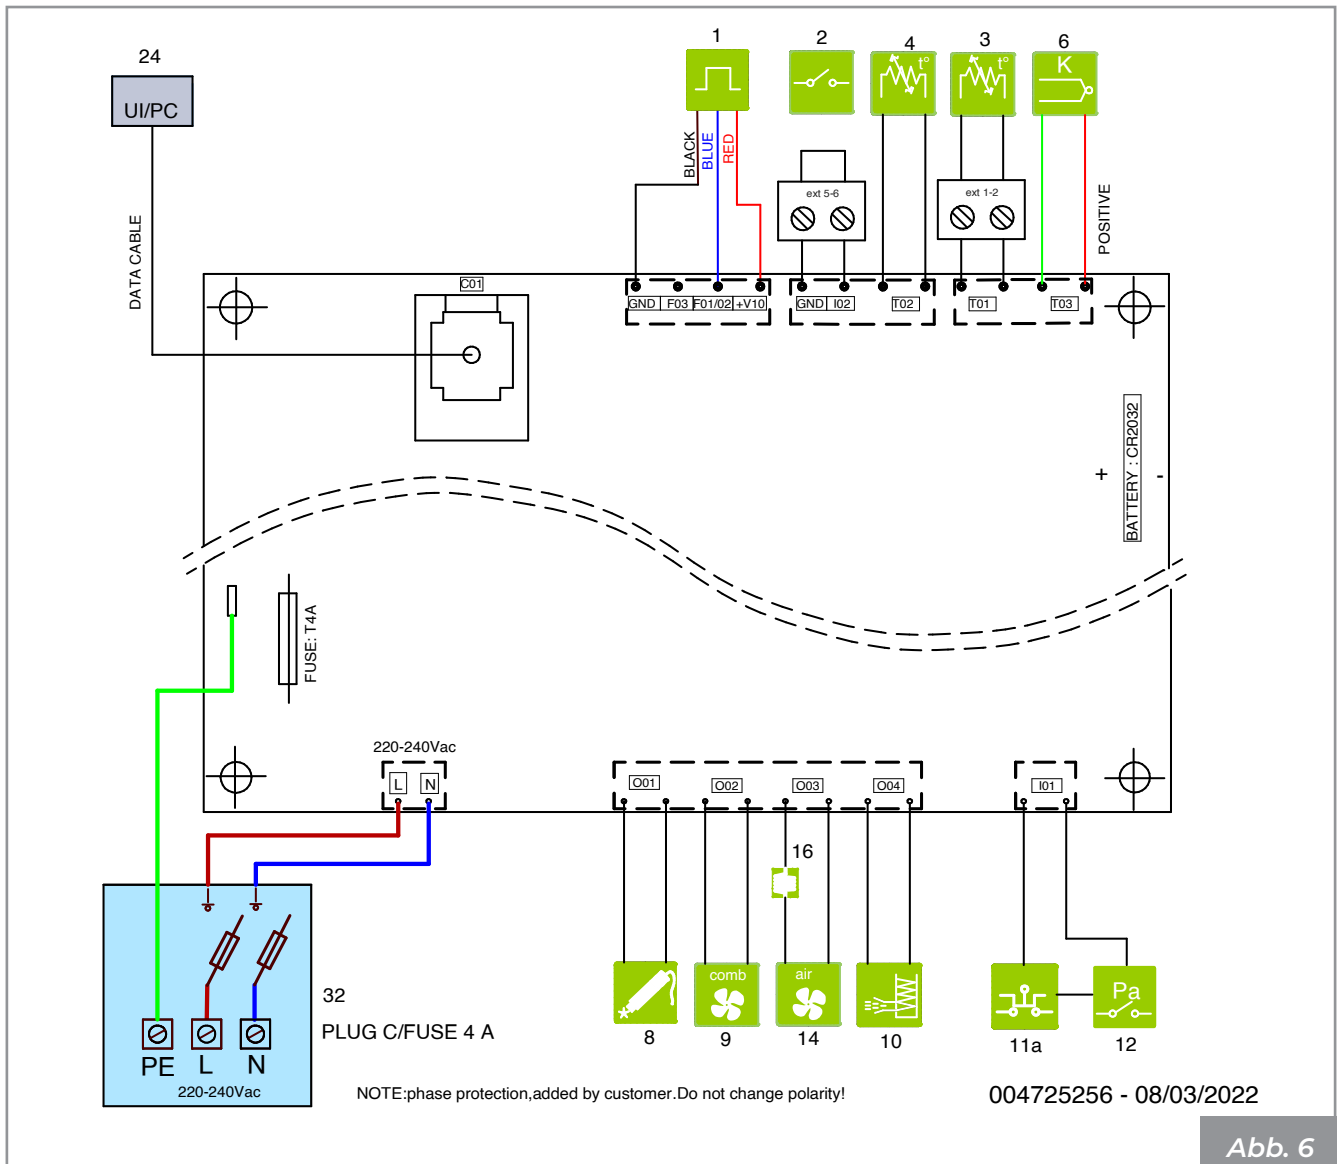 24
1
2
4
3
6
UI/PC
t°
t°
K
BLACK
BLUE
RED
ext 5-6
ext 1-2
POSITIVE
DATA CABLE
C01
GND F03 F01/02 +V10
GND I02 T02
T01 T03
BATTERY : CR2032
+ -
FUSE: T4A
220-240Vac
L N
O01 O02 O03 O04
I01
16
comb
air
Pa
32
PLUG C/FUSE 4 A
8
9
14
10
11a
12
PE L N
220-240Vac
NOTE:phase protection,added by customer.Do not change polarity!
004725256 - 08/03/2022
Abb. 6